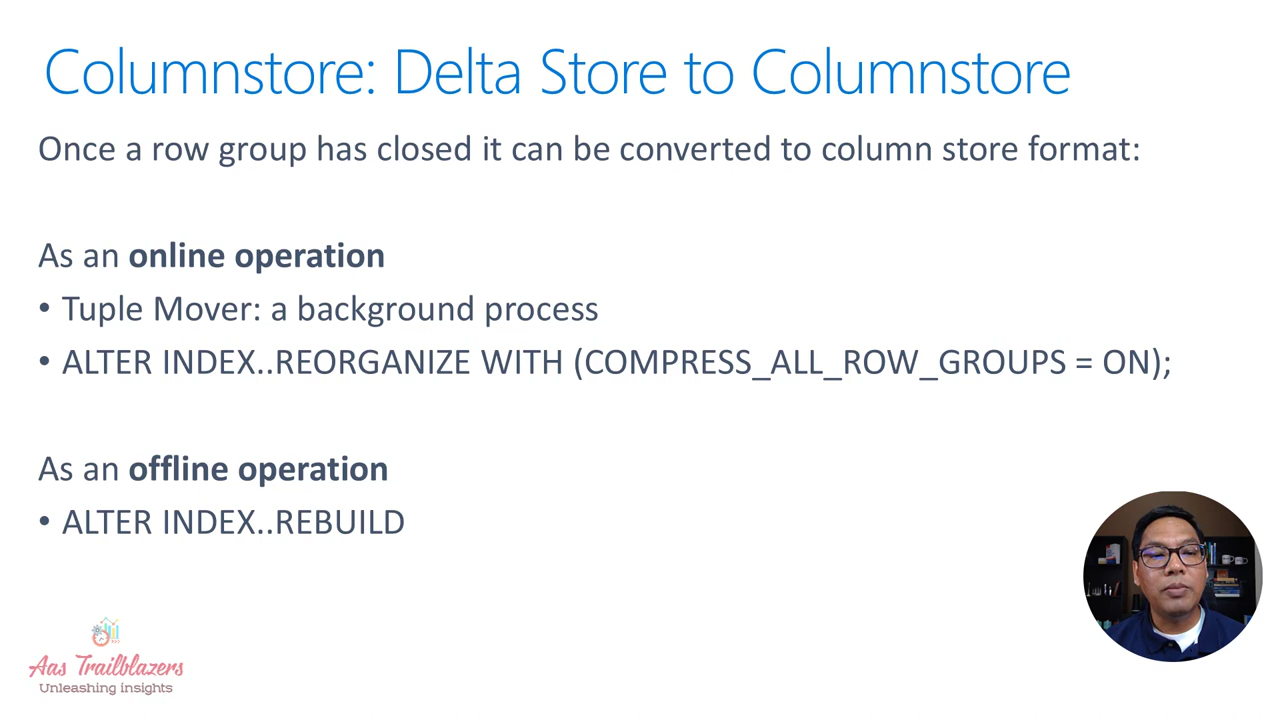 Columnstore: Delta Store to Columnstore
Once a row group has closed it can be converted to column store format:
As an online operation
• Tuple Mover: a background process
• ALTER INDEX..REORGANIZE WITH (COMPRESS_ALL_ROW_GROUPS = ON);
As an offline operation
• ALTER INDEX..REBUILD
Aas Trailblazers
Unleashing insights